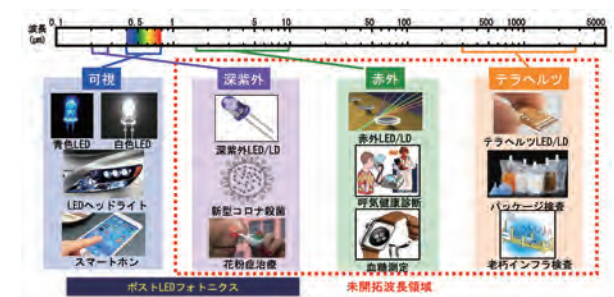 波長
(μm)
0.1 0.5 1 5 10 50 100 500 1000 5000
可視
深紫外
赤外
テラヘルツ
青色LED 白色LED
LEDヘッドライト
スマートホン
深紫外LED/LD
新型コロナ殺菌
花粉症治療
赤外LED/LD
呼気健康診断
血糖測定
テラヘルツLED/LD
パッケージ検査
老朽インフラ検査
ポストLEDフォトニクス
未開拓波長領域